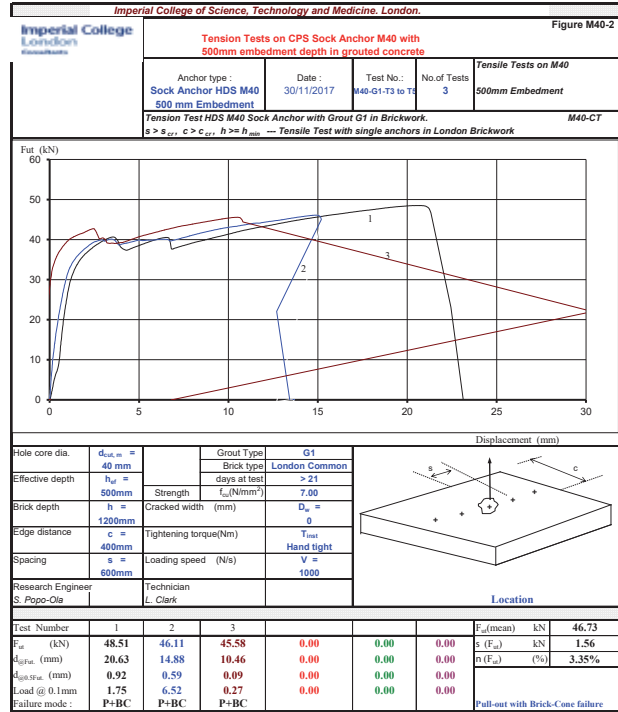 Imperial College of Science, Technology and Medicine. London.
Imperial College
London
Consultants
Figure M40-2
Tension Tests on CPS Sock Anchor M40 with
500mm embedment depth in grouted concrete
Anchor type :
Sock Anchor HDS M40
500 mm Embedment
Date :
30/11/2017
Test No.:
M40-G1-T3 to T5
No.of Tests
3
Tensile Tests on M40
500mm Embedment
Tension Test HDS M40 Sock Anchor with Grout G1 in Brickwork. M40-CT
s > s cr, c > c cr, h >= h min --- Tensile Test with single anchors in London Brickwork
Fut (kN)
60
50
40
30
20
10
0
1
2
3
0 5 10 15 20 25 30
Displacement (mm)
Hole core dia. d cut, m = Grout Type G1
40 mm Brick type London Common
Effective depth h ef = days at test > 21
500mm Strength f cu(N/mm²) 7.00
Brick depth h = Cracked width (mm) D w =
1200mm 0
Edge distance c = Tightening torque(Nm) T inst
400mm Hand tight
Spacing s = Loading speed (N/s) V =
600mm 1000
Research Engineer Technician
S. Popo-Ola L. Clark
s
c
Location
Test Number 1 2 3 F ut(mean) kN 46.73
F ut (kN) 48.51 46.11 45.58 0.00 0.00 0.00 s (F ut) kN 1.56
d @Fut. (mm) 20.63 14.88 10.46 0.00 0.00 0.00 n (F ut) (%) 3.35%
d @0.5Fut. (mm) 0.92 0.59 0.09 0.00 0.00 0.00
Load @ 0.1mm 1.75 6.52 0.27 0.00 0.00 0.00
Failure mode : P+BC P+BC P+BC Pull-out with Brick-Cone failure